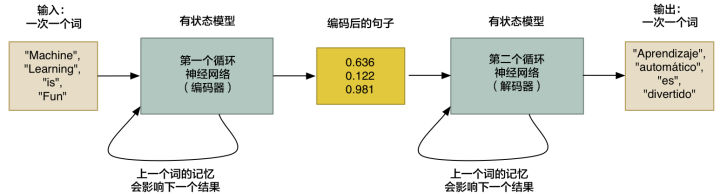 输入：
一次一个词
"Machine",
"Learning",
"is",
"Fun"
有状态模型
第一个循环
神经网络
（编码器）
上一个词的记忆
会影响下一个结果
编码后的句子
0.636
0.122
0.981
有状态模型
第二个循环
神经网络
（解码器）
上一个词的记忆
会影响下一个结果
输出：
一次一个词
"Aprendizaje",
"automático",
"es",
"divertido"